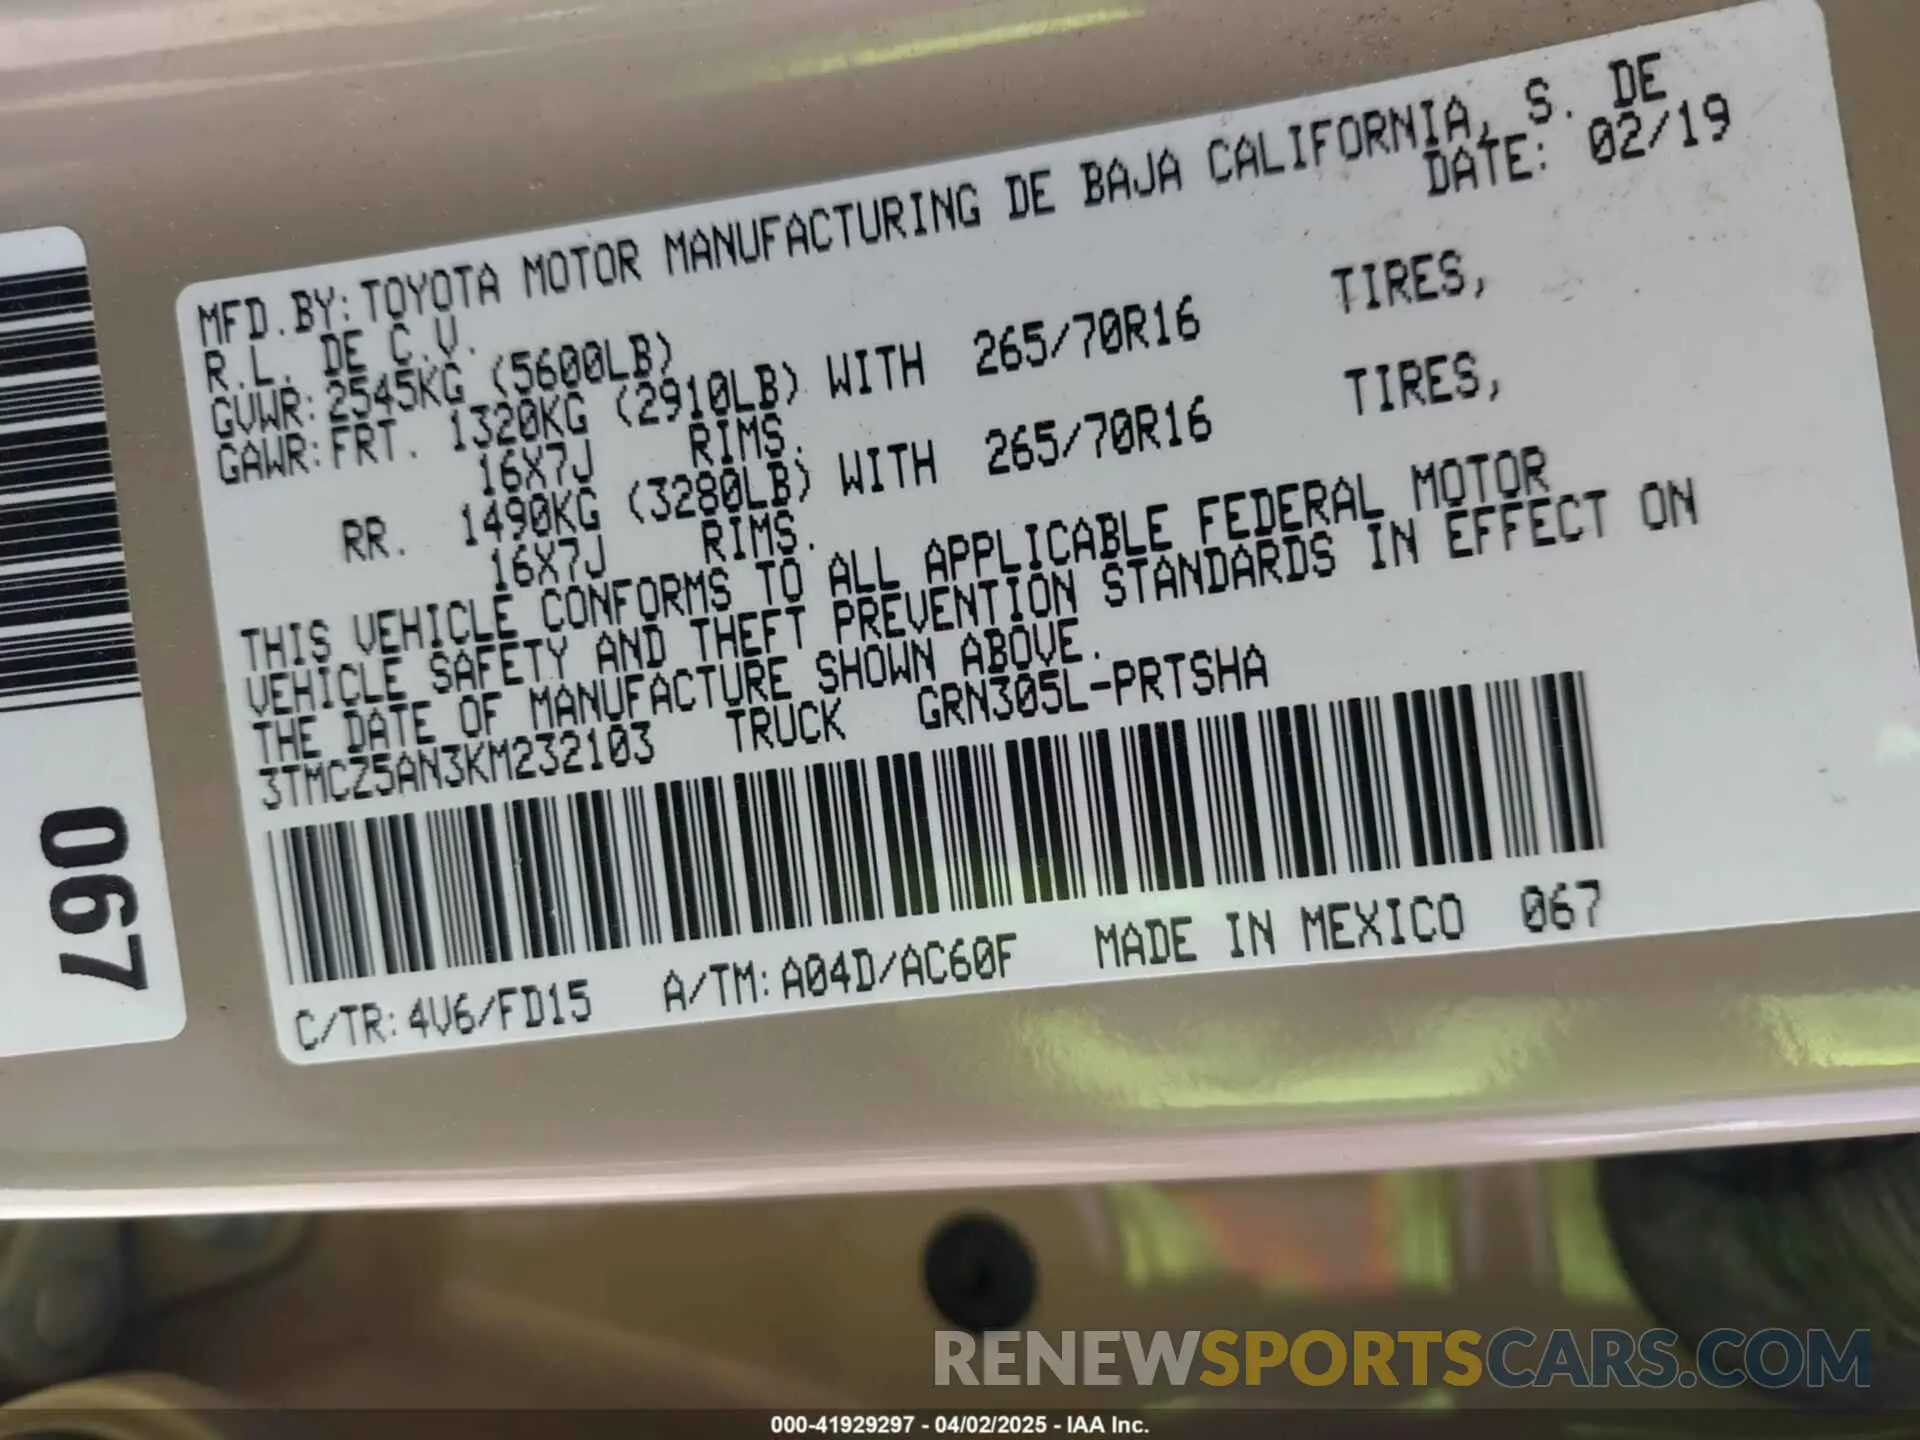 MFD.BY:TOYOTA MOTOR MANUFACTURING DE BAJA CALIFORNIA, S. DE
R.L. DE C.V. DATE: 02/19
GVWR:2545KG (5600LB)
GAWR:FRT. 1320KG (2910LB) WITH 265/70R16 TIRES,
16X7J RIMS.
RR. 1490KG (3280LB) WITH 265/70R16 TIRES,
16X7J RIMS.
THIS VEHICLE CONFORMS TO ALL APPLICABLE FEDERAL MOTOR
VEHICLE SAFETY AND THEFT PREVENTION STANDARDS IN EFFECT ON
THE DATE OF MANUFACTURE SHOWN ABOVE.
3TMCZ5AN3KM232103 TRUCK GRN305L-PRTSHA
C/TR:4V6/FD15 A/TM:A04D/AC60F MADE IN MEXICO 067
067
RENEWSPORTSCARS.COM
000-41929297 - 04/02/2025 - IAA Inc.